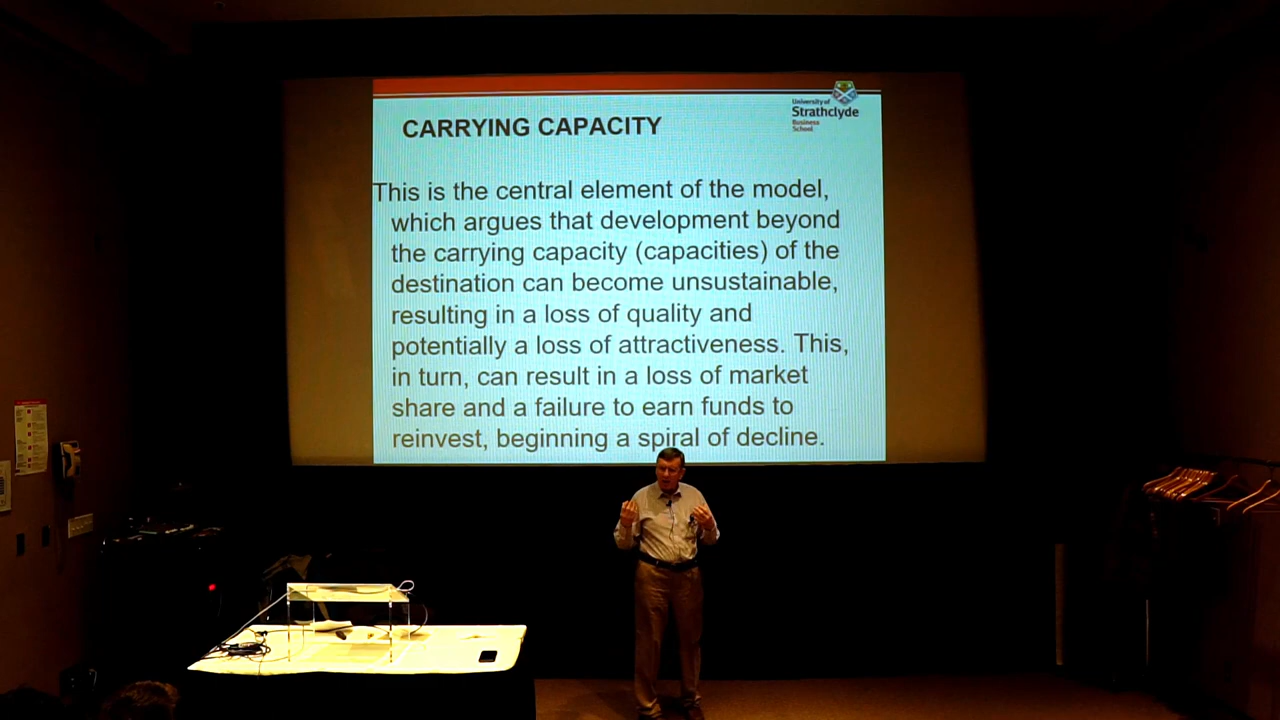 University of
Strathclyde
Business
School
CARRYING CAPACITY
This is the central element of the model,
which argues that development beyond
the carrying capacity (capacities) of the
destination can become unsustainable,
resulting in a loss of quality and
potentially a loss of attractiveness. This,
in turn, can result in a loss of market
share and a failure to earn funds to
reinvest, beginning a spiral of decline.